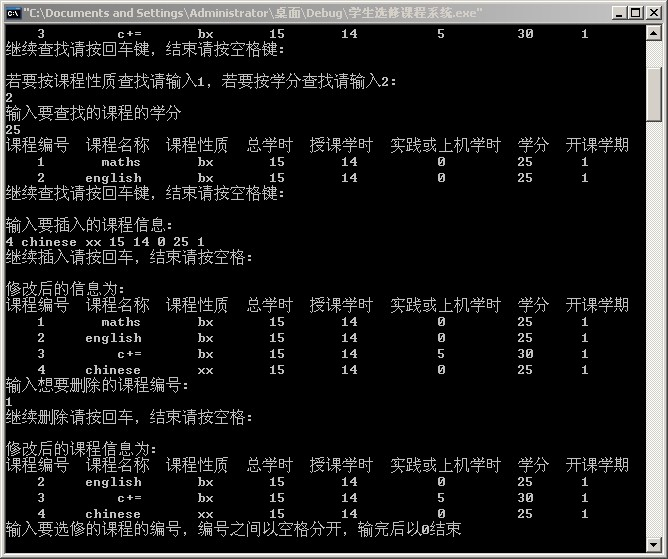 "C:\Documents and Settings\Administrator\桌面\Debug\学生选修课程系统.exe"
3 c+= bx 15 14 5 30 1
继续查找请按回车键，结束请按空格键：
若要按课程性质查找请输入1，若要按学分查找请输入2：
2
输入要查找的课程的学分
25
课程编号 课程名称 课程性质 总学时 授课学时 实践或上机学时 学分 开课学期
1 maths bx 15 14 0 25 1
2 english bx 15 14 0 25 1
继续查找请按回车键，结束请按空格键：
输入要插入的课程信息：
4 chinese xx 15 14 0 25 1
继续插入请按回车，结束请按空格：
修改后的信息为：
课程编号 课程名称 课程性质 总学时 授课学时 实践或上机学时 学分 开课学期
1 maths bx 15 14 0 25 1
2 english bx 15 14 0 25 1
3 c+= bx 15 14 5 30 1
4 chinese xx 15 14 0 25 1
输入想要删除的课程编号：
1
继续删除请按回车，结束请按空格：
修改后的课程信息为：
课程编号 课程名称 课程性质 总学时 授课学时 实践或上机学时 学分 开课学期
2 english bx 15 14 0 25 1
3 c+= bx 15 14 5 30 1
4 chinese xx 15 14 0 25 1
输入要选修的课程的编号，编号之间以空格分开，输完后以0结束